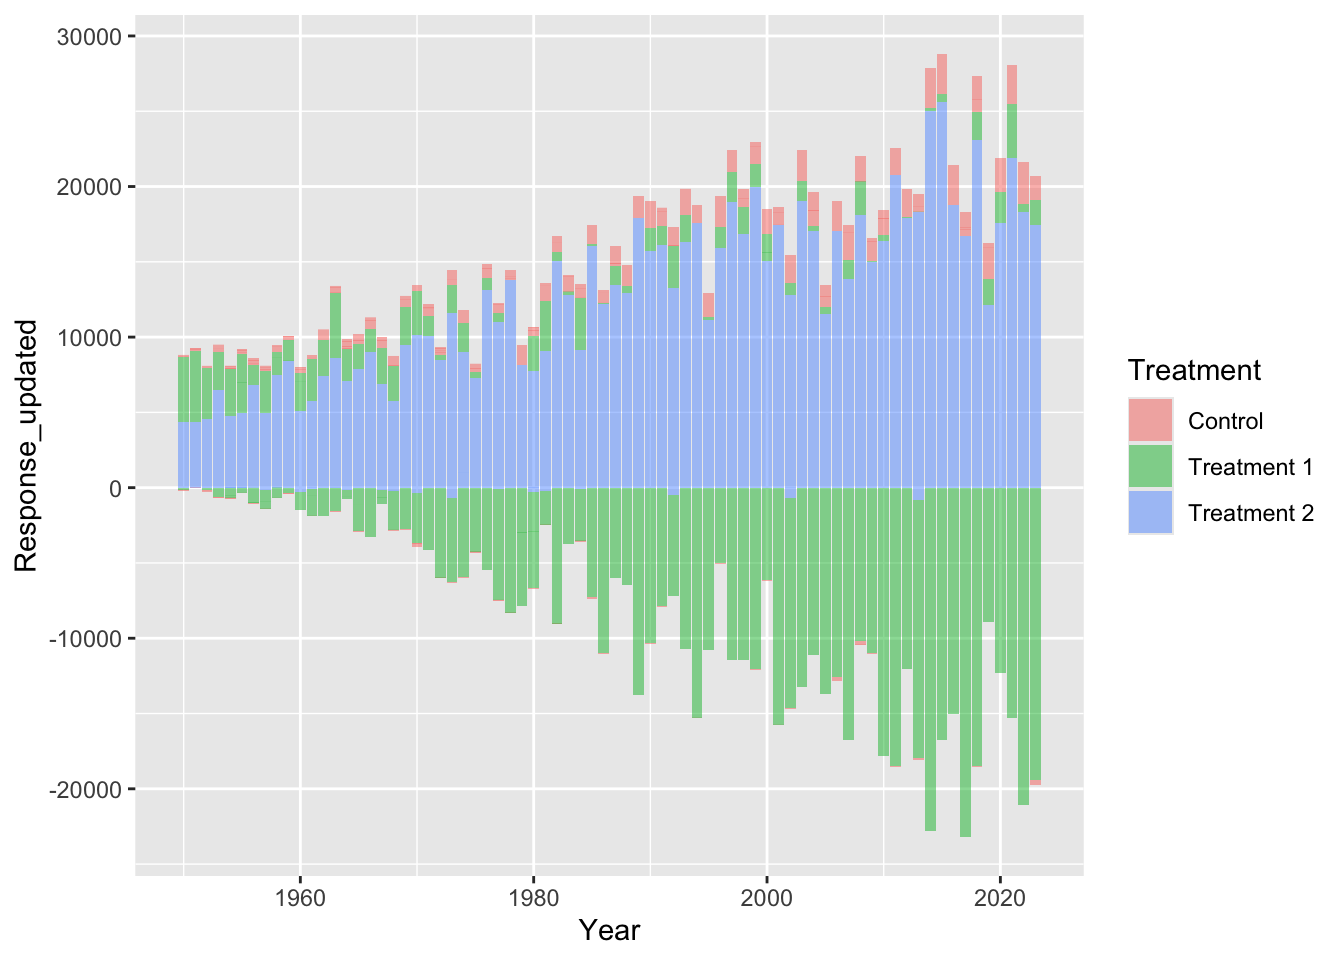 30000
20000
10000
0
-10000
-20000
Response_updated
1960
1980
2000
2020
Year
Treatment
Control
Treatment 1
Treatment 2